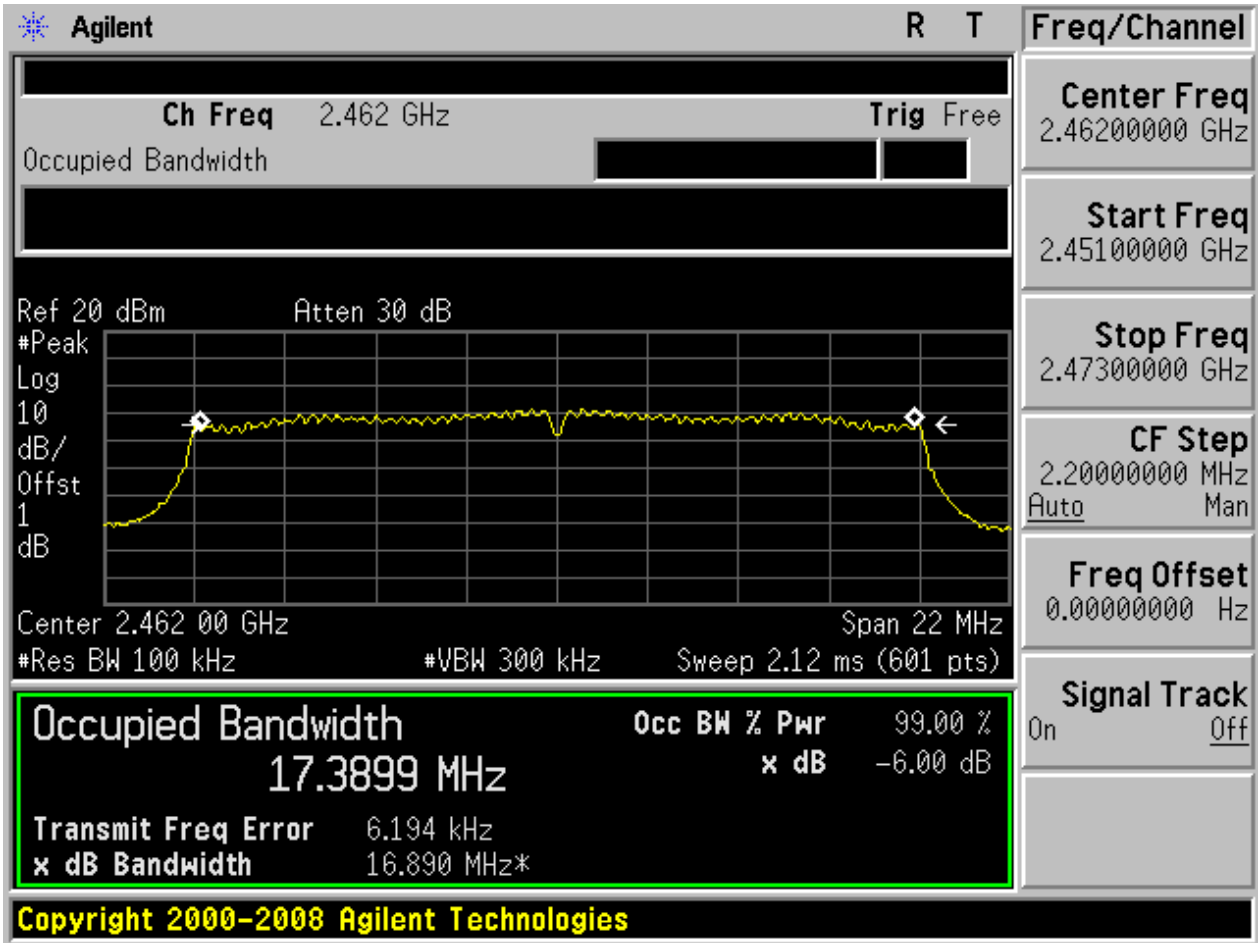 Agilent R T Freq/Channel
Ch Freq 2.462 GHz Trig Free
Occupied Bandwidth
Center Freq
2.46200000 GHz
Start Freq
2.45100000 GHz
Stop Freq
2.47300000 GHz
CF Step
2.20000000 MHz
Auto Man
Freq Offset
0.00000000 Hz
Signal Track
On Off
Ref 20 dBm Atten 30 dB
#Peak
Log
10
dB/
Offst
1
dB
Center 2.462 00 GHz Span 22 MHz
#Res BW 100 kHz #VBW 300 kHz Sweep 2.12 ms (601 pts)
Occupied Bandwidth
17.3899 MHz
Occ BW % Pwr 99.00 %
x dB -6.00 dB
Transmit Freq Error 6.194 kHz
x dB Bandwidth 16.890 MHz*
Copyright 2000-2008 Agilent Technologies